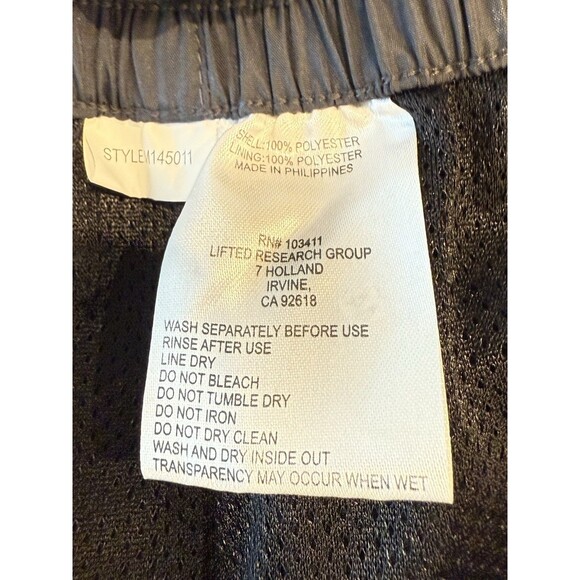 STYLEM145011
SHELL:100% POLYESTER
LINING:100% POLYESTER
MADE IN PHILIPPINES
RN# 103411
LIFTED RESEARCH GROUP
7 HOLLAND
IRVINE,
CA 92618
WASH SEPARATELY BEFORE USE
RINSE AFTER USE
LINE DRY
DO NOT BLEACH
DO NOT TUMBLE DRY
DO NOT IRON
DO NOT DRY CLEAN
WASH AND DRY INSIDE OUT
TRANSPARENCY MAY OCCUR WHEN WET